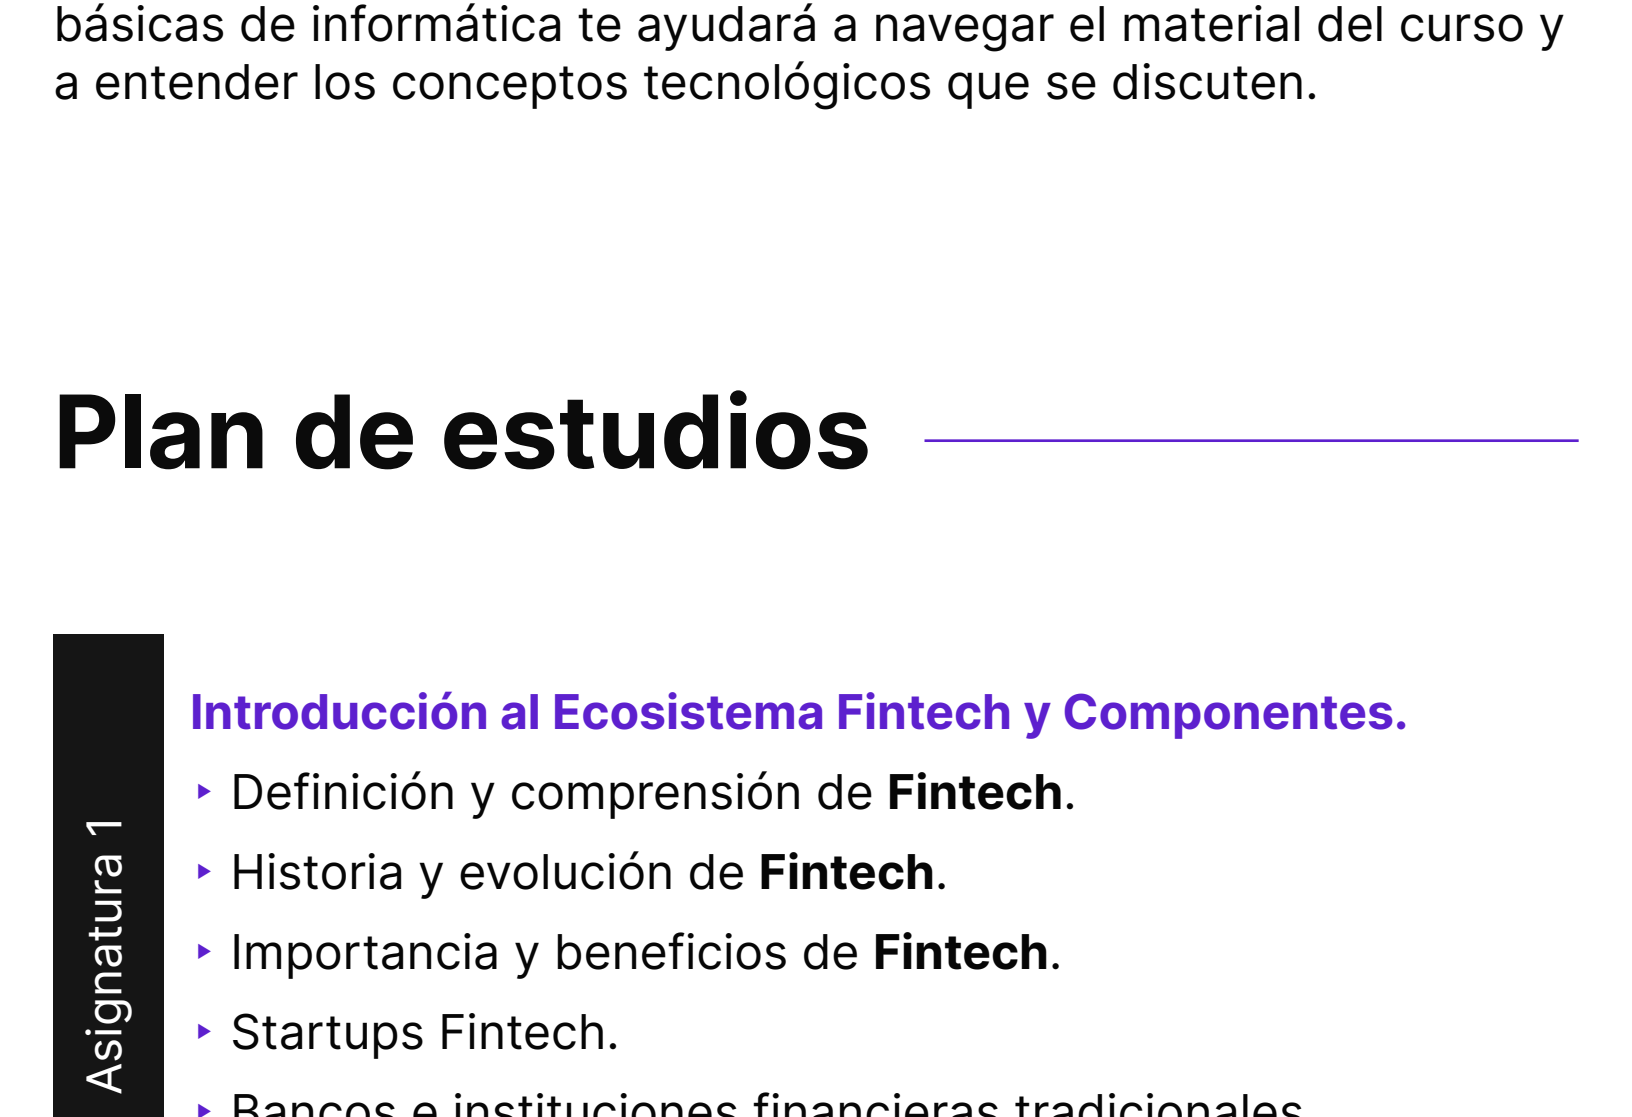 básicas de informática te ayudará a navegar el material del curso y
a entender los conceptos tecnológicos que se discuten.
Plan de estudios
Asignatura 1
Introducción al Ecosistema Fintech y Componentes.
Definición y comprensión de Fintech.
Historia y evolución de Fintech.
Importancia y beneficios de Fintech.
Startups Fintech.
Bancos e instituciones financieras tradicionales